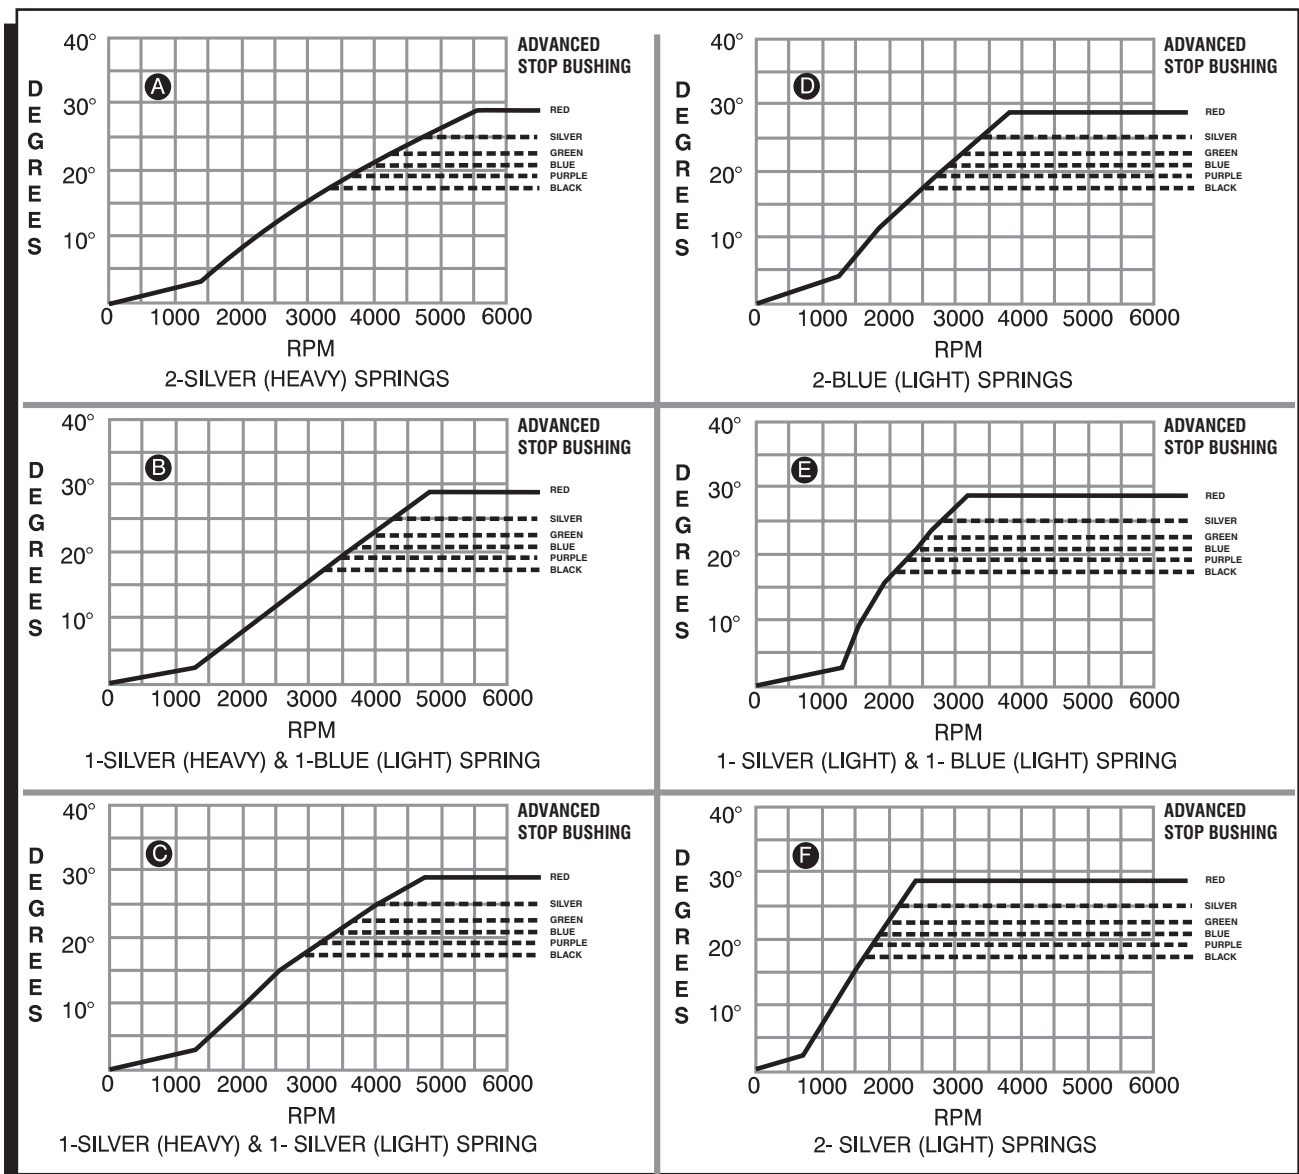 40°
30°
20°
10°
DEGREES
A
ADVANCED
STOP BUSHING
RED
SILVER
GREEN
BLUE
PURPLE
BLACK
0 1000 2000 3000 4000 5000 6000
RPM
2-SILVER (HEAVY) SPRINGS
40°
30°
20°
10°
DEGREES
D
ADVANCED
STOP BUSHING
RED
SILVER
GREEN
BLUE
PURPLE
BLACK
0 1000 2000 3000 4000 5000 6000
RPM
2-BLUE (LIGHT) SPRINGS
40°
30°
20°
10°
DEGREES
B
ADVANCED
STOP BUSHING
RED
SILVER
GREEN
BLUE
PURPLE
BLACK
0 1000 2000 3000 4000 5000 6000
RPM
1-SILVER (HEAVY) & 1-BLUE (LIGHT) SPRING
40°
30°
20°
10°
DEGREES
E
ADVANCED
STOP BUSHING
RED
SILVER
GREEN
BLUE
PURPLE
BLACK
0 1000 2000 3000 4000 5000 6000
RPM
1- SILVER (LIGHT) & 1- BLUE (LIGHT) SPRING
40°
30°
20°
10°
DEGREES
C
ADVANCED
STOP BUSHING
RED
SILVER
GREEN
BLUE
PURPLE
BLACK
0 1000 2000 3000 4000 5000 6000
RPM
1-SILVER (HEAVY) & 1- SILVER (LIGHT) SPRING
40°
30°
20°
10°
DEGREES
F
ADVANCED
STOP BUSHING
RED
SILVER
GREEN
BLUE
PURPLE
BLACK
0 1000 2000 3000 4000 5000 6000
RPM
2- SILVER (LIGHT) SPRINGS